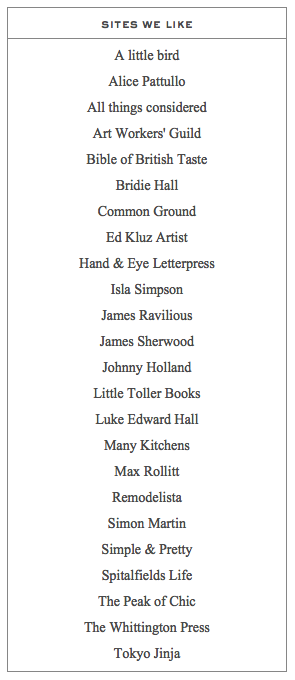 SITES WE LIKE
A little bird
Alice Pattullo
All things considered
Art Workers' Guild
Bible of British Taste
Bridie Hall
Common Ground
Ed Kluz Artist
Hand & Eye Letterpress
Isla Simpson
James Ravilious
James Sherwood
Johnny Holland
Little Toller Books
Luke Edward Hall
Many Kitchens
Max Rollitt
Remodelista
Simon Martin
Simple & Pretty
Spitalfields Life
The Peak of Chic
The Whittington Press
Tokyo Jinja